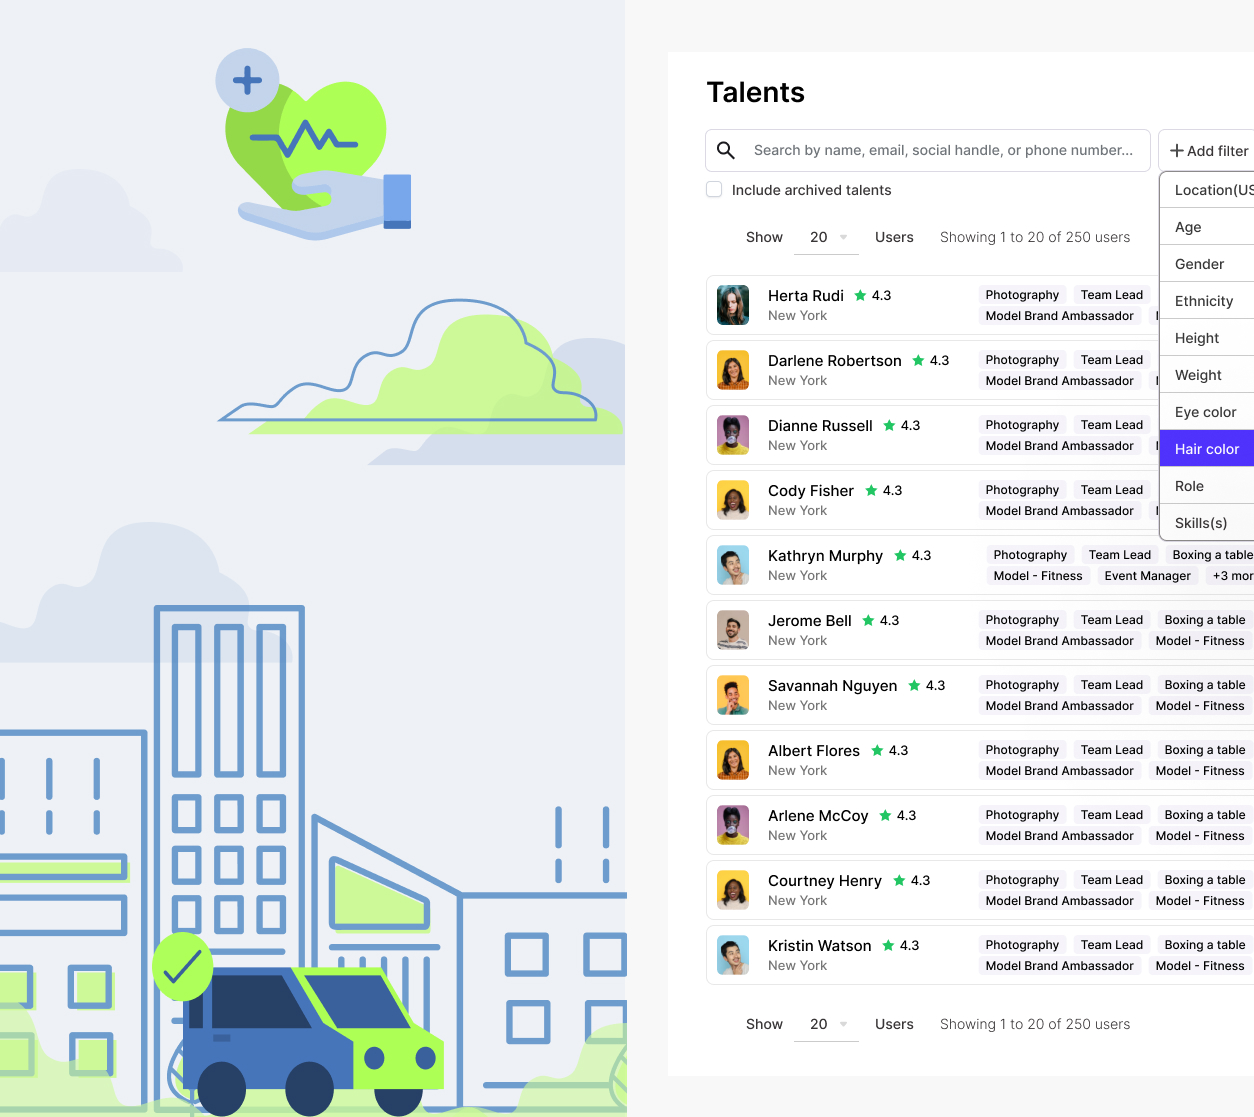 Talents
Search by name, email, social handle, or phone number...
Add filter
Include archived talents
Location(US
Age
Gender
Ethnicity
Height
Weight
Eye color
Hair color
Role
Skills(s)
Show 20 Users Showing 1 to 20 of 250 users
Herta Rudi 4.3 Photography Team Lead
New York Model Brand Ambassador
Darlene Robertson 4.3 Photography Team Lead
New York Model Brand Ambassador
Dianne Russell 4.3 Photography Team Lead
New York Model Brand Ambassador
Cody Fisher 4.3 Photography Team Lead
New York Model Brand Ambassador
Kathryn Murphy 4.3 Photography Team Lead Boxing a table
New York Model - Fitness Event Manager +3 mor
Jerome Bell 4.3 Photography Team Lead Boxing a table
New York Model Brand Ambassador Model - Fitness
Savannah Nguyen 4.3 Photography Team Lead Boxing a table
New York Model Brand Ambassador Model - Fitness
Albert Flores 4.3 Photography Team Lead Boxing a table
New York Model Brand Ambassador Model - Fitness
Arlene McCoy 4.3 Photography Team Lead Boxing a table
New York Model Brand Ambassador Model - Fitness
Courtney Henry 4.3 Photography Team Lead Boxing a table
New York Model Brand Ambassador Model - Fitness
Kristin Watson 4.3 Photography Team Lead Boxing a table
New York Model Brand Ambassador Model - Fitness
Show 20 Users Showing 1 to 20 of 250 users